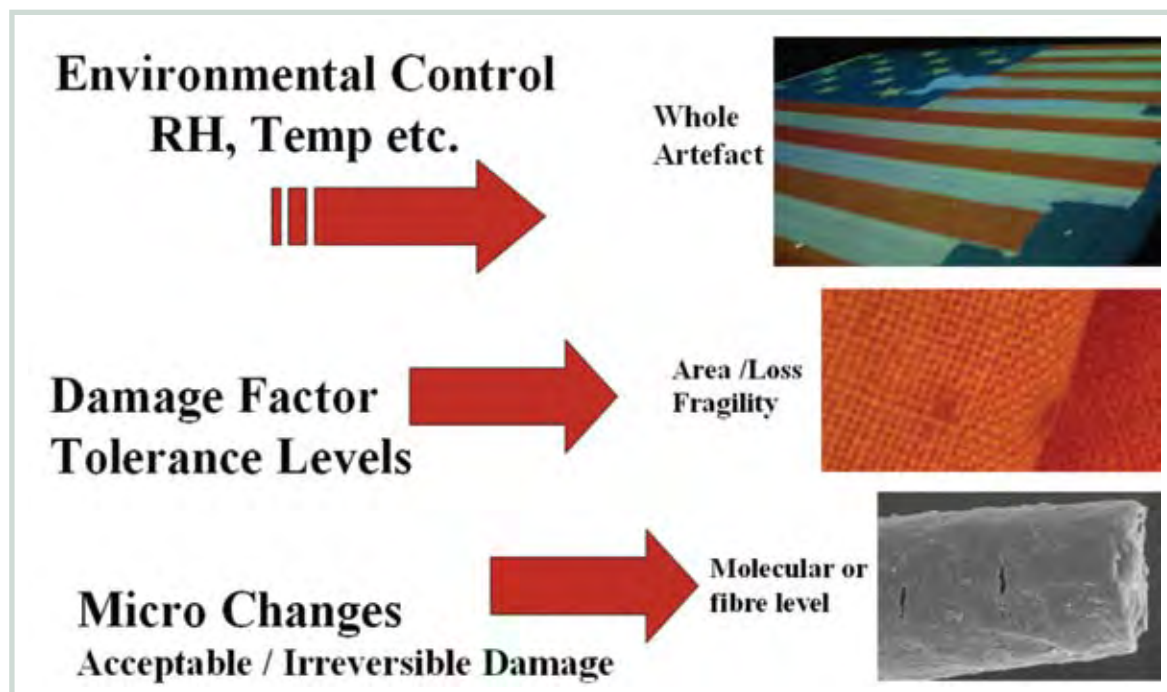 Environmental Control
RH, Temp etc.
Whole
Artefact
Damage Factor
Tolerance Levels
Area /Loss
Fragility
Micro Changes
Acceptable / Irreversible Damage
Molecular or
fibre level